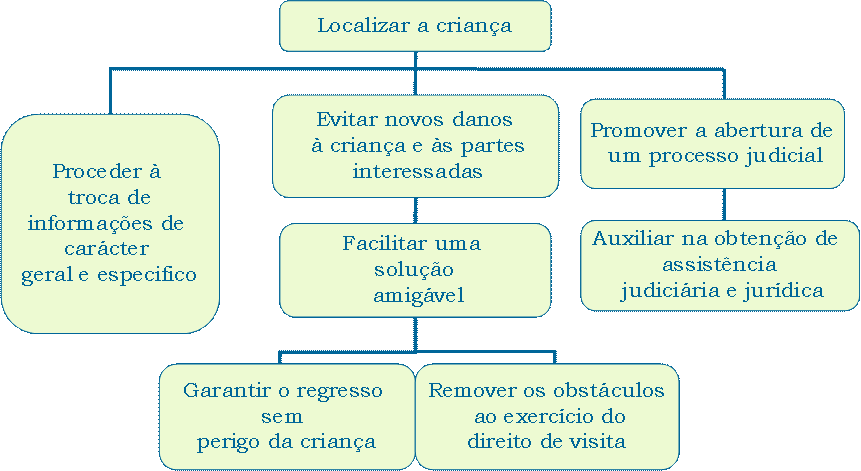 Localizar a criança
Proceder à
troca de
informações de
carácter
geral e especifico
Evitar novos danos
à criança e às partes
interessadas
Promover a abertura de
um processo judicial
Facilitar uma
solução
amigável
Auxiliar na obtenção de
assistência
judiciária e jurídica
Garantir o regresso
sem
perigo da criança
Remover os obstáculos
ao exercício do
direito de visita